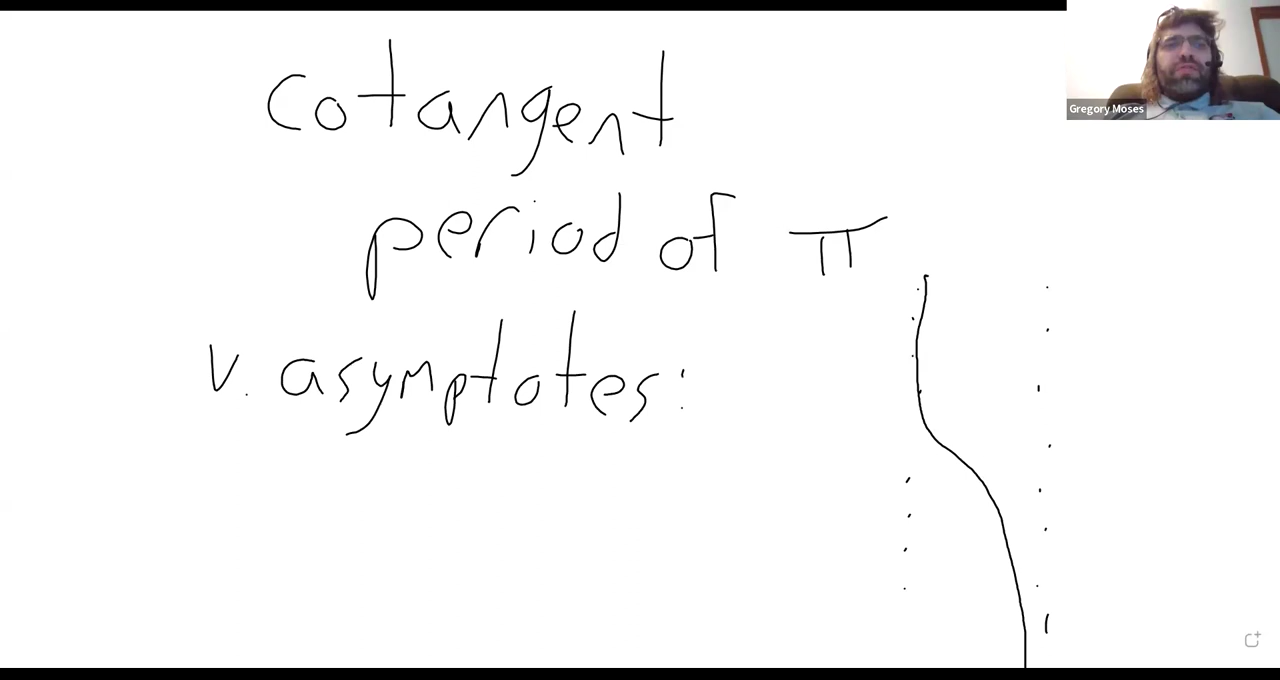 cotangent
period of π
v. asymptotes:
Gregory Moses